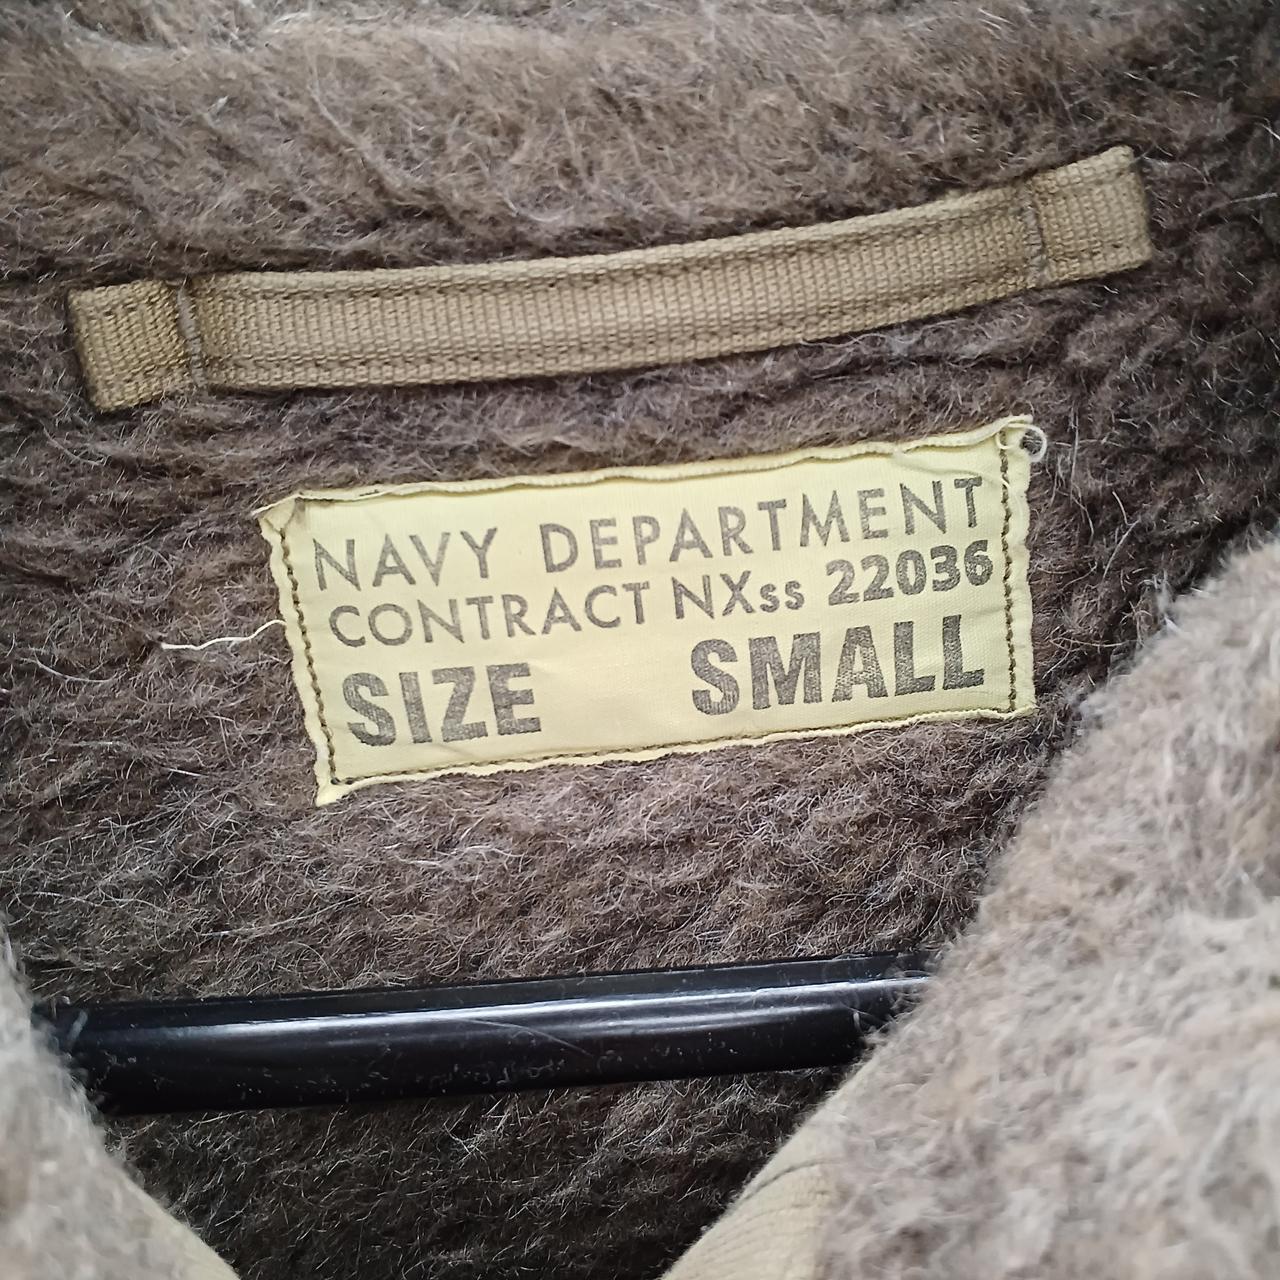 NAVY DEPARTMENT
CONTRACT NXss 22036
SIZE SMALL